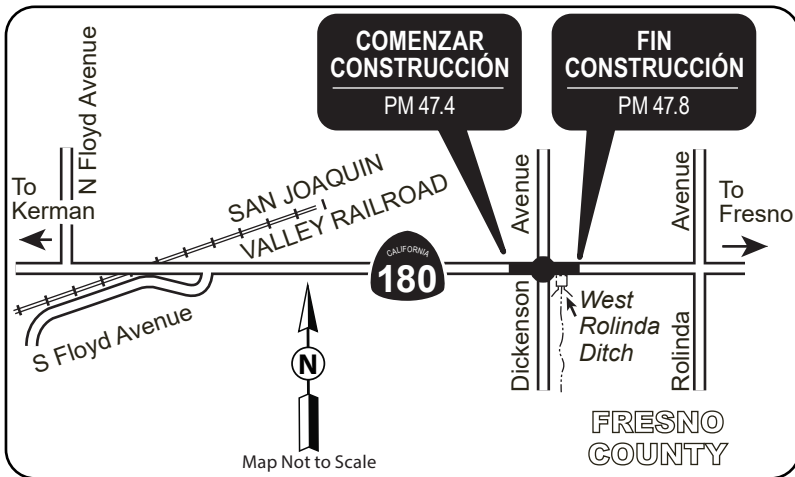 COMENZAR
CONSTRUCCIÓN
PM 47.4
FIN
CONSTRUCCIÓN
PM 47.8
N Floyd Avenue
To
Kerman
SAN JOAQUIN
VALLEY RAILROAD
CALIFORNIA
180
Avenue
Dickenson
Avenue
Rolinda
To
Fresno
S Floyd Avenue
West
Rolinda
Ditch
N
Map Not to Scale
FRESNO
COUNTY